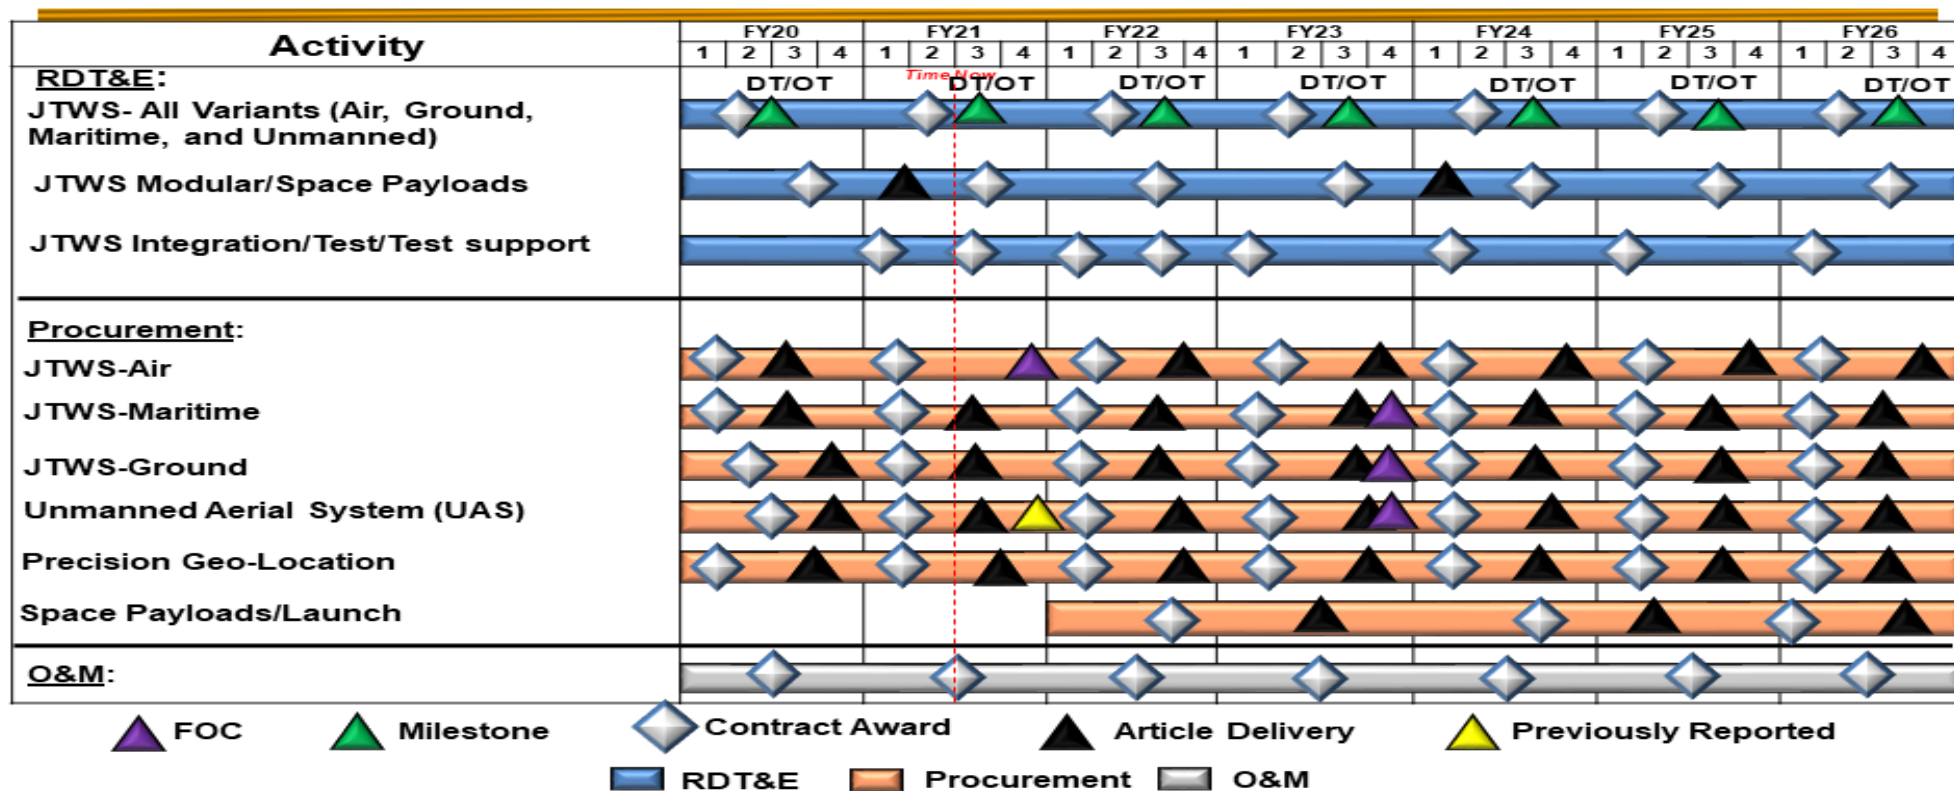 Activity
FY20 FY21 FY22 FY23 FY24 FY25 FY26
1 2 3 4 1 2 3 4 1 2 3 4 1 2 3 4 1 2 3 4 1 2 3 4 1 2 3 4
RDT&E:
Time Now
DT/OT DT/OT DT/OT DT/OT DT/OT DT/OT DT/OT
JTWS- All Variants (Air, Ground,
Maritime, and Unmanned)
JTWS Modular/Space Payloads
JTWS Integration/Test/Test support
Procurement:
JTWS-Air
JTWS-Maritime
JTWS-Ground
Unmanned Aerial System (UAS)
Precision Geo-Location
Space Payloads/Launch
O&M:
FOC Milestone Contract Award Article Delivery Previously Reported
RDT&E Procurement O&M